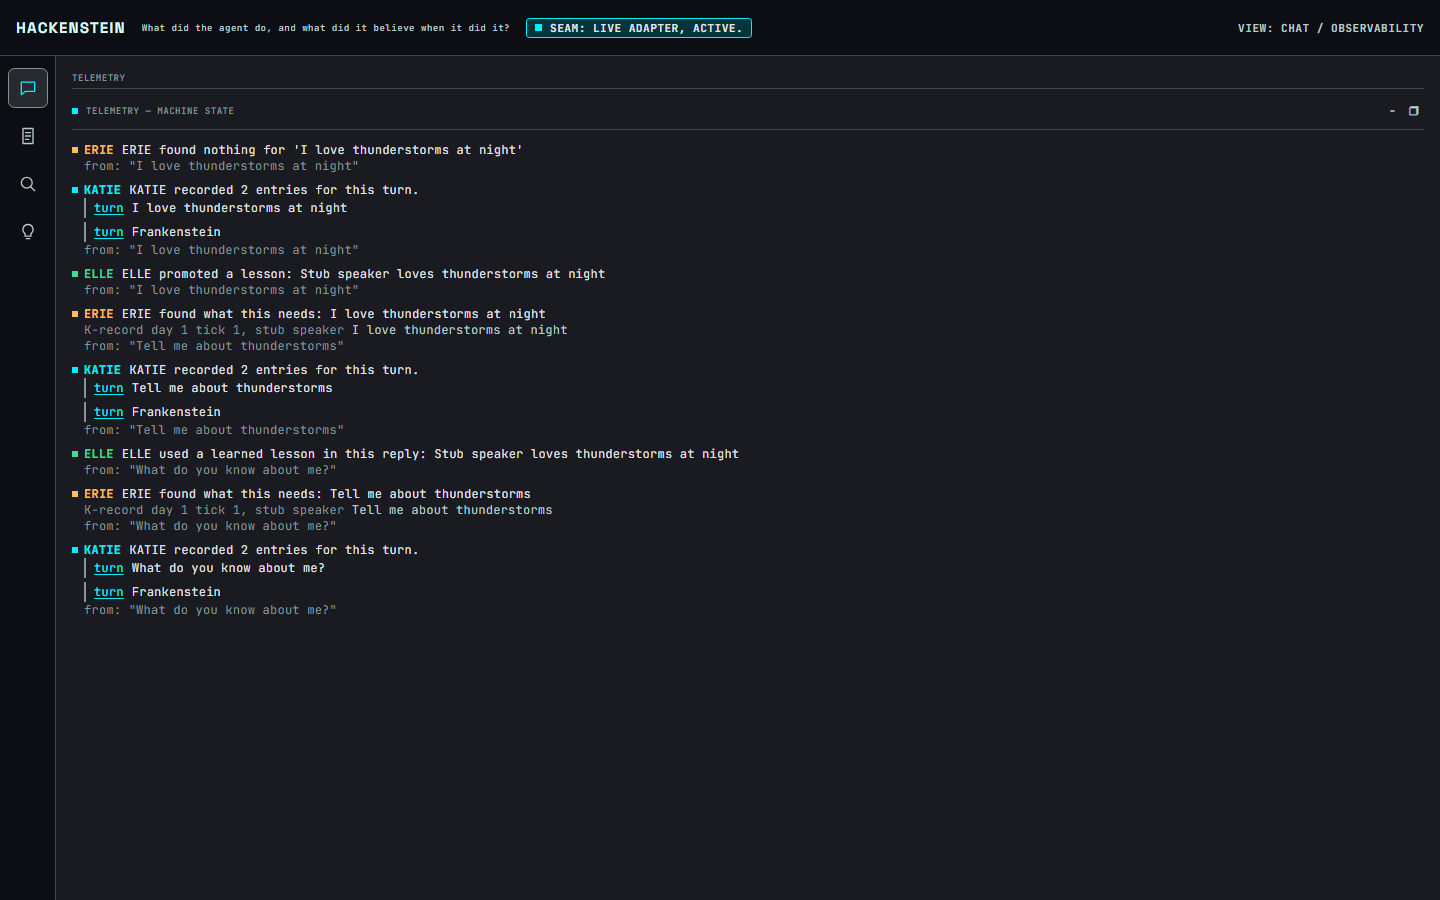 HACKENSTEIN What did the agent do, and what did it believe when it did it? SEAM: LIVE ADAPTER, ACTIVE. VIEW: CHAT / OBSERVABILITY
TELEMETRY
TELEMETRY — MACHINE STATE -
ERIE ERIE found nothing for 'I love thunderstorms at night'
from: "I love thunderstorms at night"
KATIE KATIE recorded 2 entries for this turn.
turn I love thunderstorms at night
turn Frankenstein
from: "I love thunderstorms at night"
ELLE ELLE promoted a lesson: Stub speaker loves thunderstorms at night
from: "I love thunderstorms at night"
ERIE ERIE found what this needs: I love thunderstorms at night
K-record day 1 tick 1, stub speaker I love thunderstorms at night
from: "Tell me about thunderstorms"
KATIE KATIE recorded 2 entries for this turn.
turn Tell me about thunderstorms
turn Frankenstein
from: "Tell me about thunderstorms"
ELLE ELLE used a learned lesson in this reply: Stub speaker loves thunderstorms at night
from: "What do you know about me?"
ERIE ERIE found what this needs: Tell me about thunderstorms
K-record day 1 tick 1, stub speaker Tell me about thunderstorms
from: "What do you know about me?"
KATIE KATIE recorded 2 entries for this turn.
turn What do you know about me?
turn Frankenstein
from: "What do you know about me?"